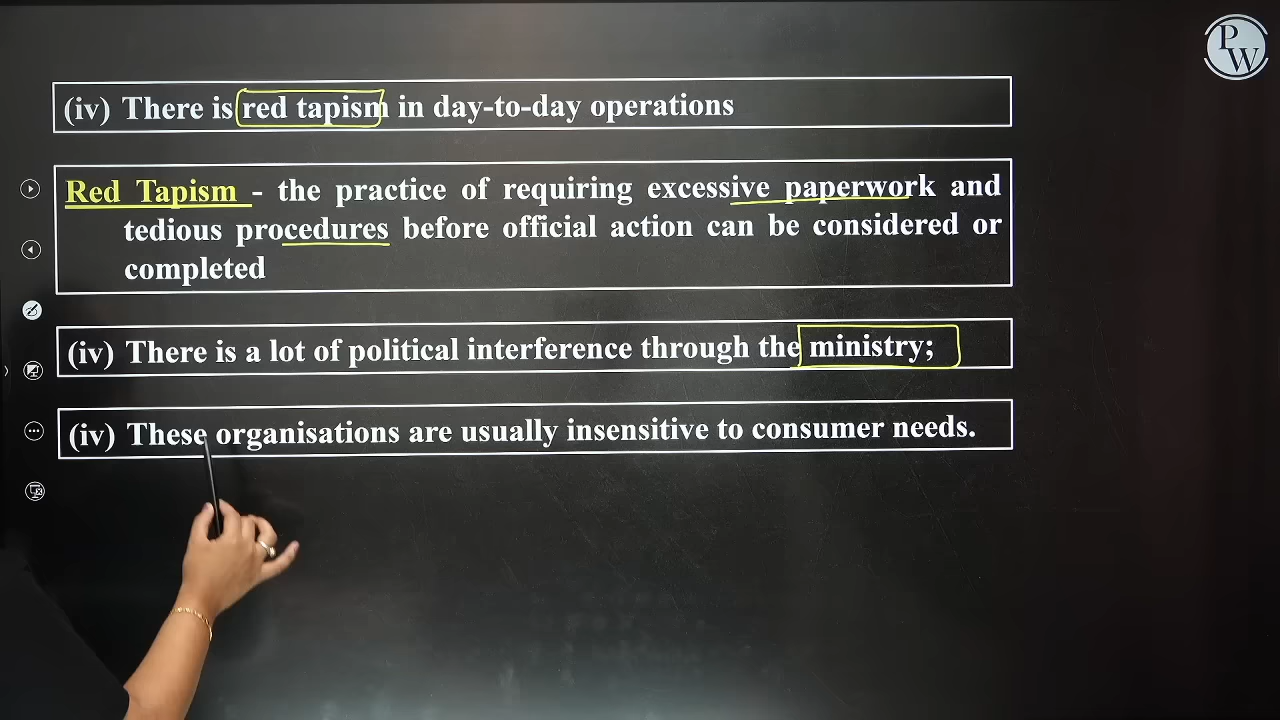 PW
(iv) There is red tapism in day-to-day operations
Red Tapism - the practice of requiring excessive paperwork and
tedious procedures before official action can be considered or
completed
(iv) There is a lot of political interference through the ministry;
(iv) These organisations are usually insensitive to consumer needs.